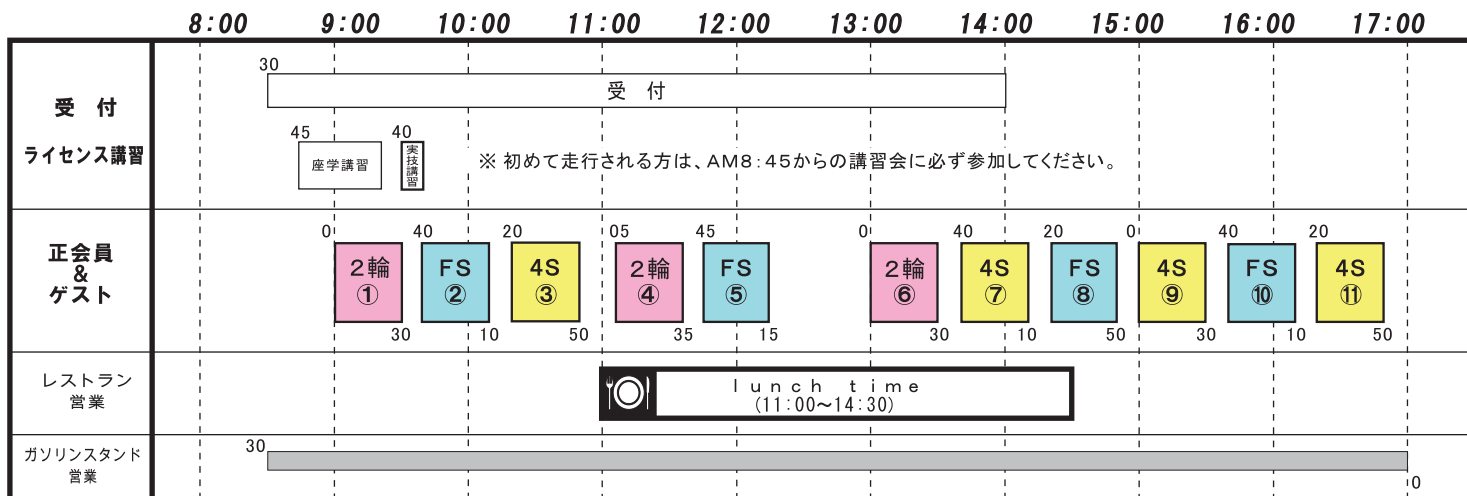 8:00 9:00 10:00 11:00 12:00 13:00 14:00 15:00 16:00 17:00
受 付
ライセンス講習
30
受 付
45
座学講習
40
実技講習
※ 初めて走行される方は、AM8:45からの講習会に必ず参加してください。
正会員
&
ゲスト
0 40 20 05 45 0 40 20 0 40 20
2輪 FS 4S 2輪 FS 2輪 4S FS 4S FS 4S
① ② ③ ④ ⑤ ⑥ ⑦ ⑧ ⑨ ⑩ ⑪
30 10 50 35 15 30 10 50 30 10 50
レストラン
営業
lunch time
(11:00~14:30)
ガソリンスタンド
営業
30
0